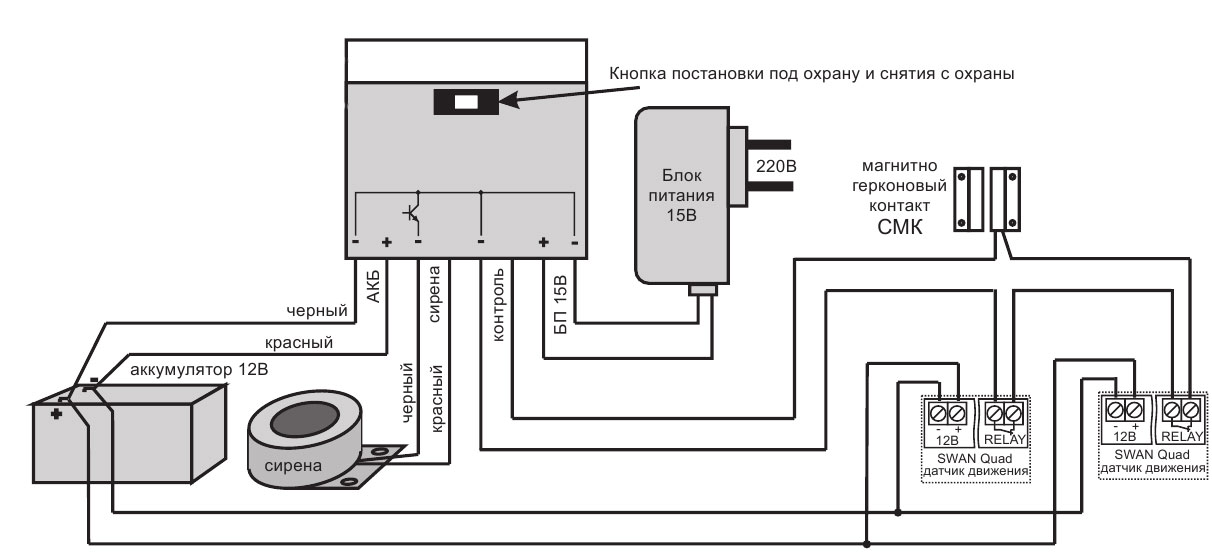 Кнопка постановки под охрану и снятия с охраны
Блок
питания
15В
220В
магнитно
герконовый
контакт
СМК
- + - - + -
АКБ
сирена
контроль
БП 15В
черный
красный
аккумулятор 12В
черный
красный
-
+
сирена
- +
12В
RELAY
SWAN Quad
датчик движения
- +
12В
RELAY
SWAN Quad
датчик движения